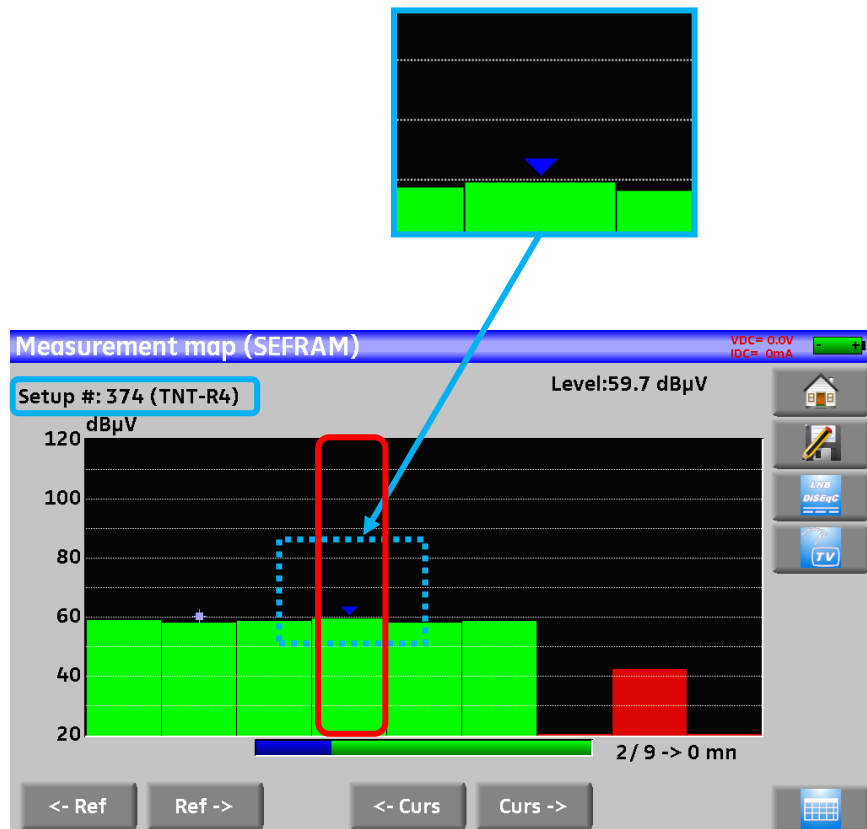 Measurement map (SEFRAM)
VDC= 0.0V
IDC= 0mA
- +
Setup #: 374 (TNT-R4)
Level:59.7 dBµV
dBµV
120
100
80
60
40
20
LNB
DiSEqC
TV
2/ 9 -> 0 mn
<- Ref
Ref ->
<- Curs
Curs ->